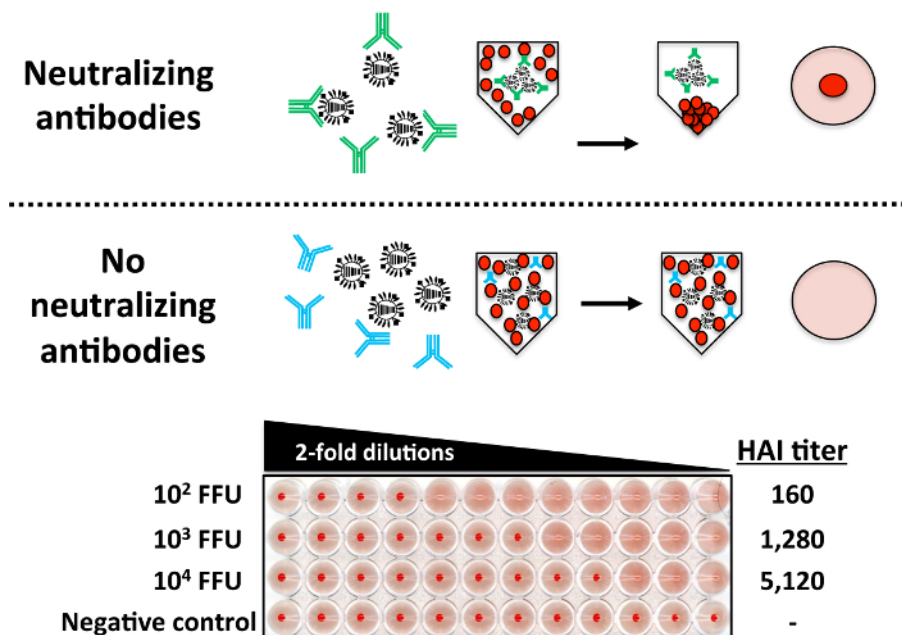 Neutralizing
antibodies
No
neutralizing
antibodies
2-fold dilutions
HAI titer
10² FFU
160
10³ FFU
1,280
10⁴ FFU
5,120
Negative control
-